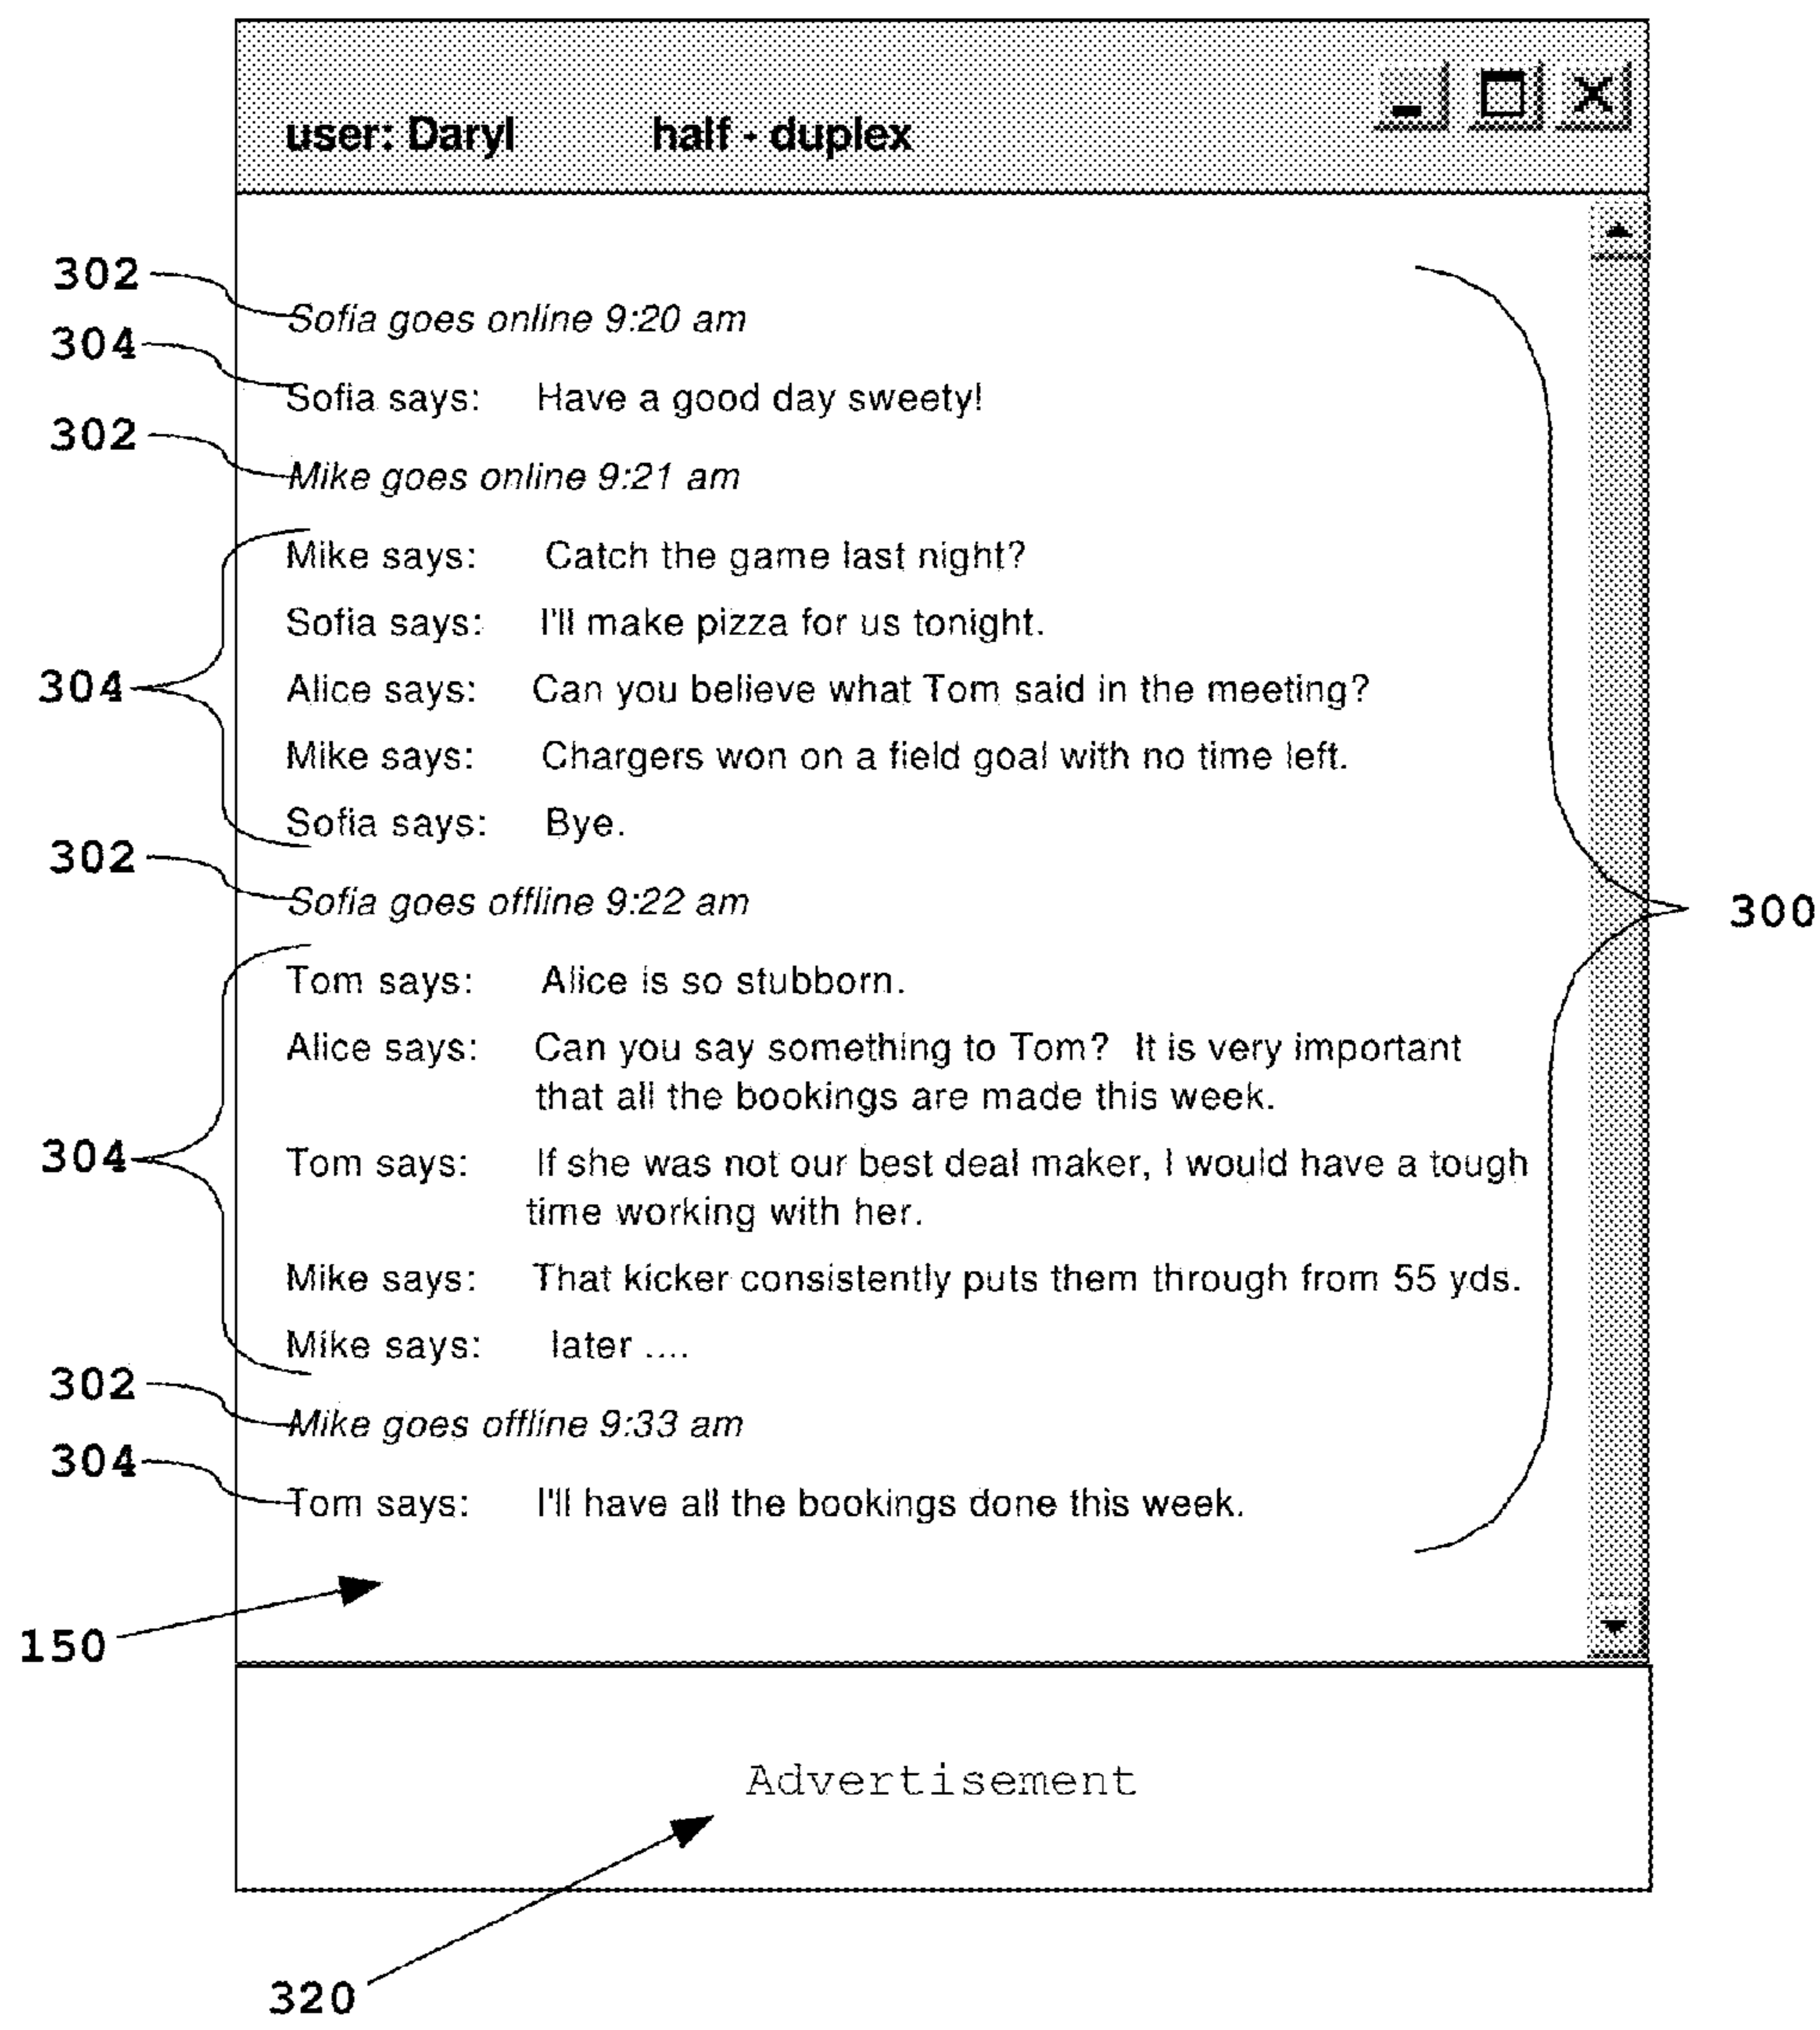 user: Daryl half - duplex
302
Sofia goes online 9:20 am
304
Sofia says: Have a good day sweety!
302
Mike goes online 9:21 am
Mike says: Catch the game last night?
Sofia says: I'll make pizza for us tonight.
304
Alice says: Can you believe what Tom said in the meeting?
Mike says: Chargers won on a field goal with no time left.
Sofia says: Bye.
302
Sofia goes offline 9:22 am
300
Tom says: Alice is so stubborn.
Alice says: Can you say something to Tom? It is very important
that all the bookings are made this week.
304
Tom says: If she was not our best deal maker, I would have a tough
time working with her.
Mike says: That kicker consistently puts them through from 55 yds.
Mike says: later ....
302
Mike goes offline 9:33 am
304
Tom says: I'll have all the bookings done this week.
150
Advertisement
320